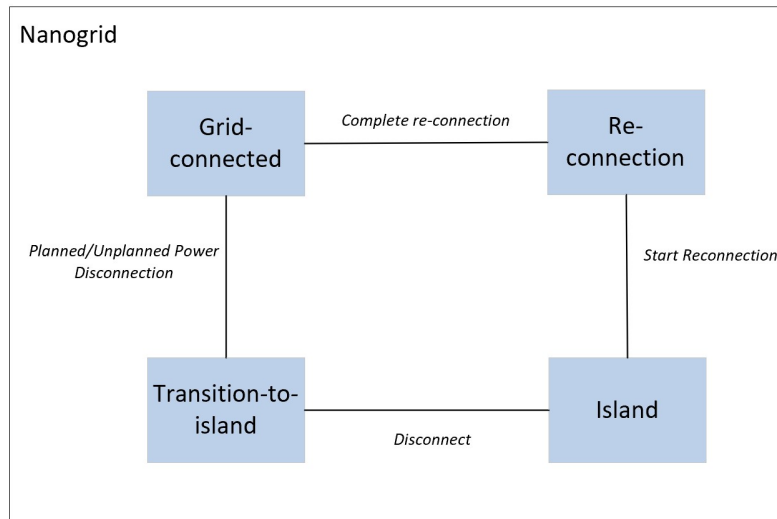 Nanogrid
Grid-
connected
Complete re-connection
Re-
connection
Planned/Unplanned Power
Disconnection
Start Reconnection
Transition-to-
island
Disconnect
Island